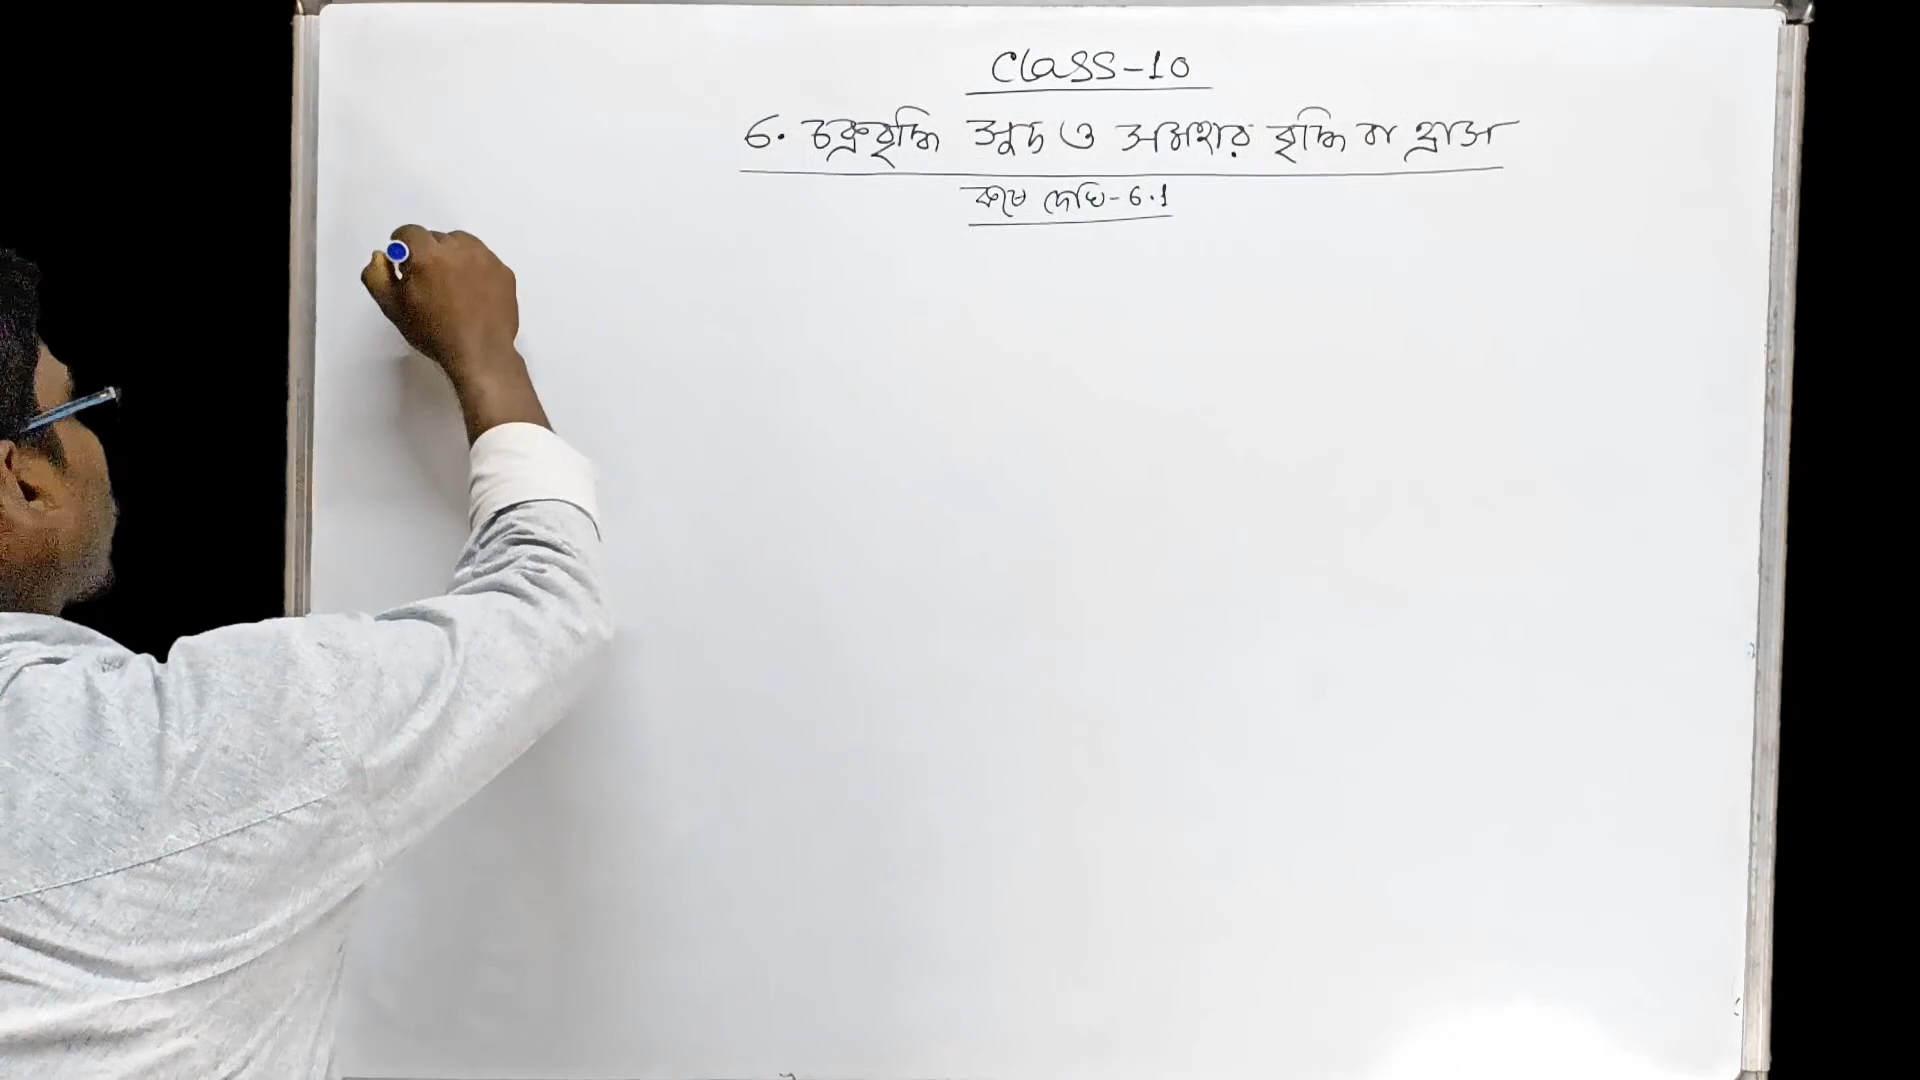 Class-10
6. চক্রবৃদ্ধি সুদ ও সমহার বৃদ্ধি বা হ্রাস
কষে দেখি-6.1